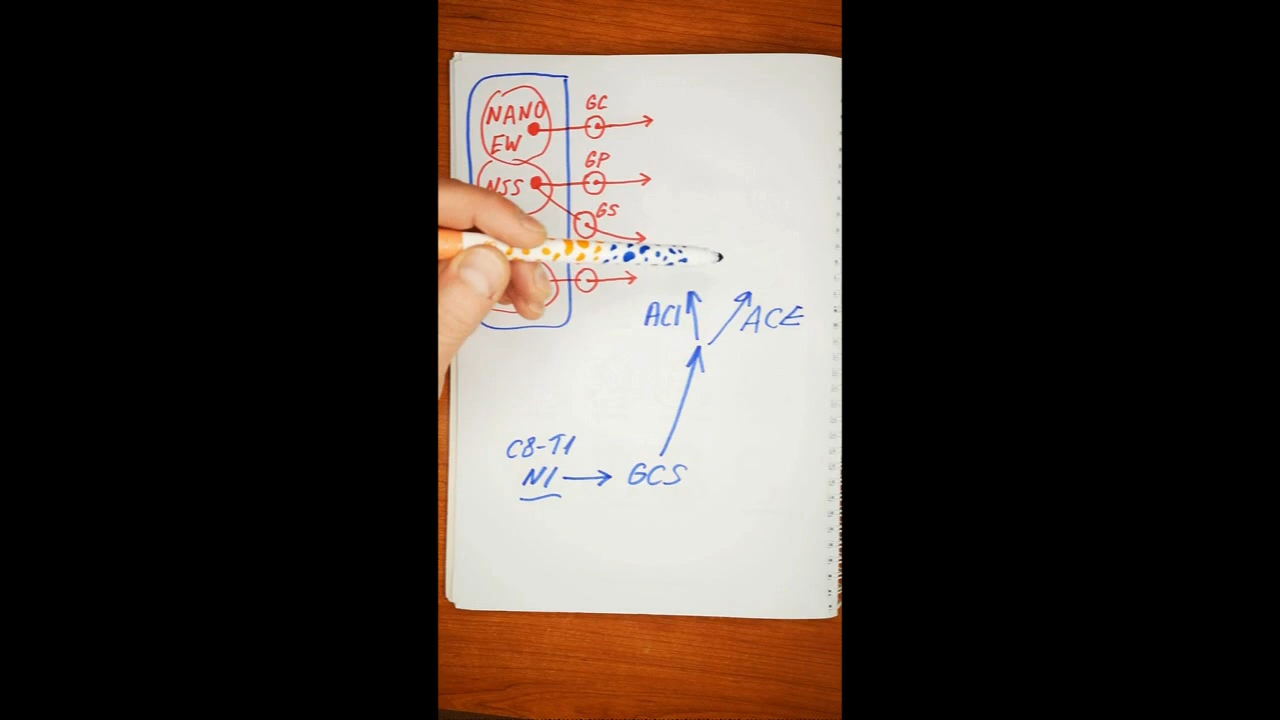 NANO
EW
GC
GP
NSS
GS
ACI
ACE
C8-T1
NI
GCS